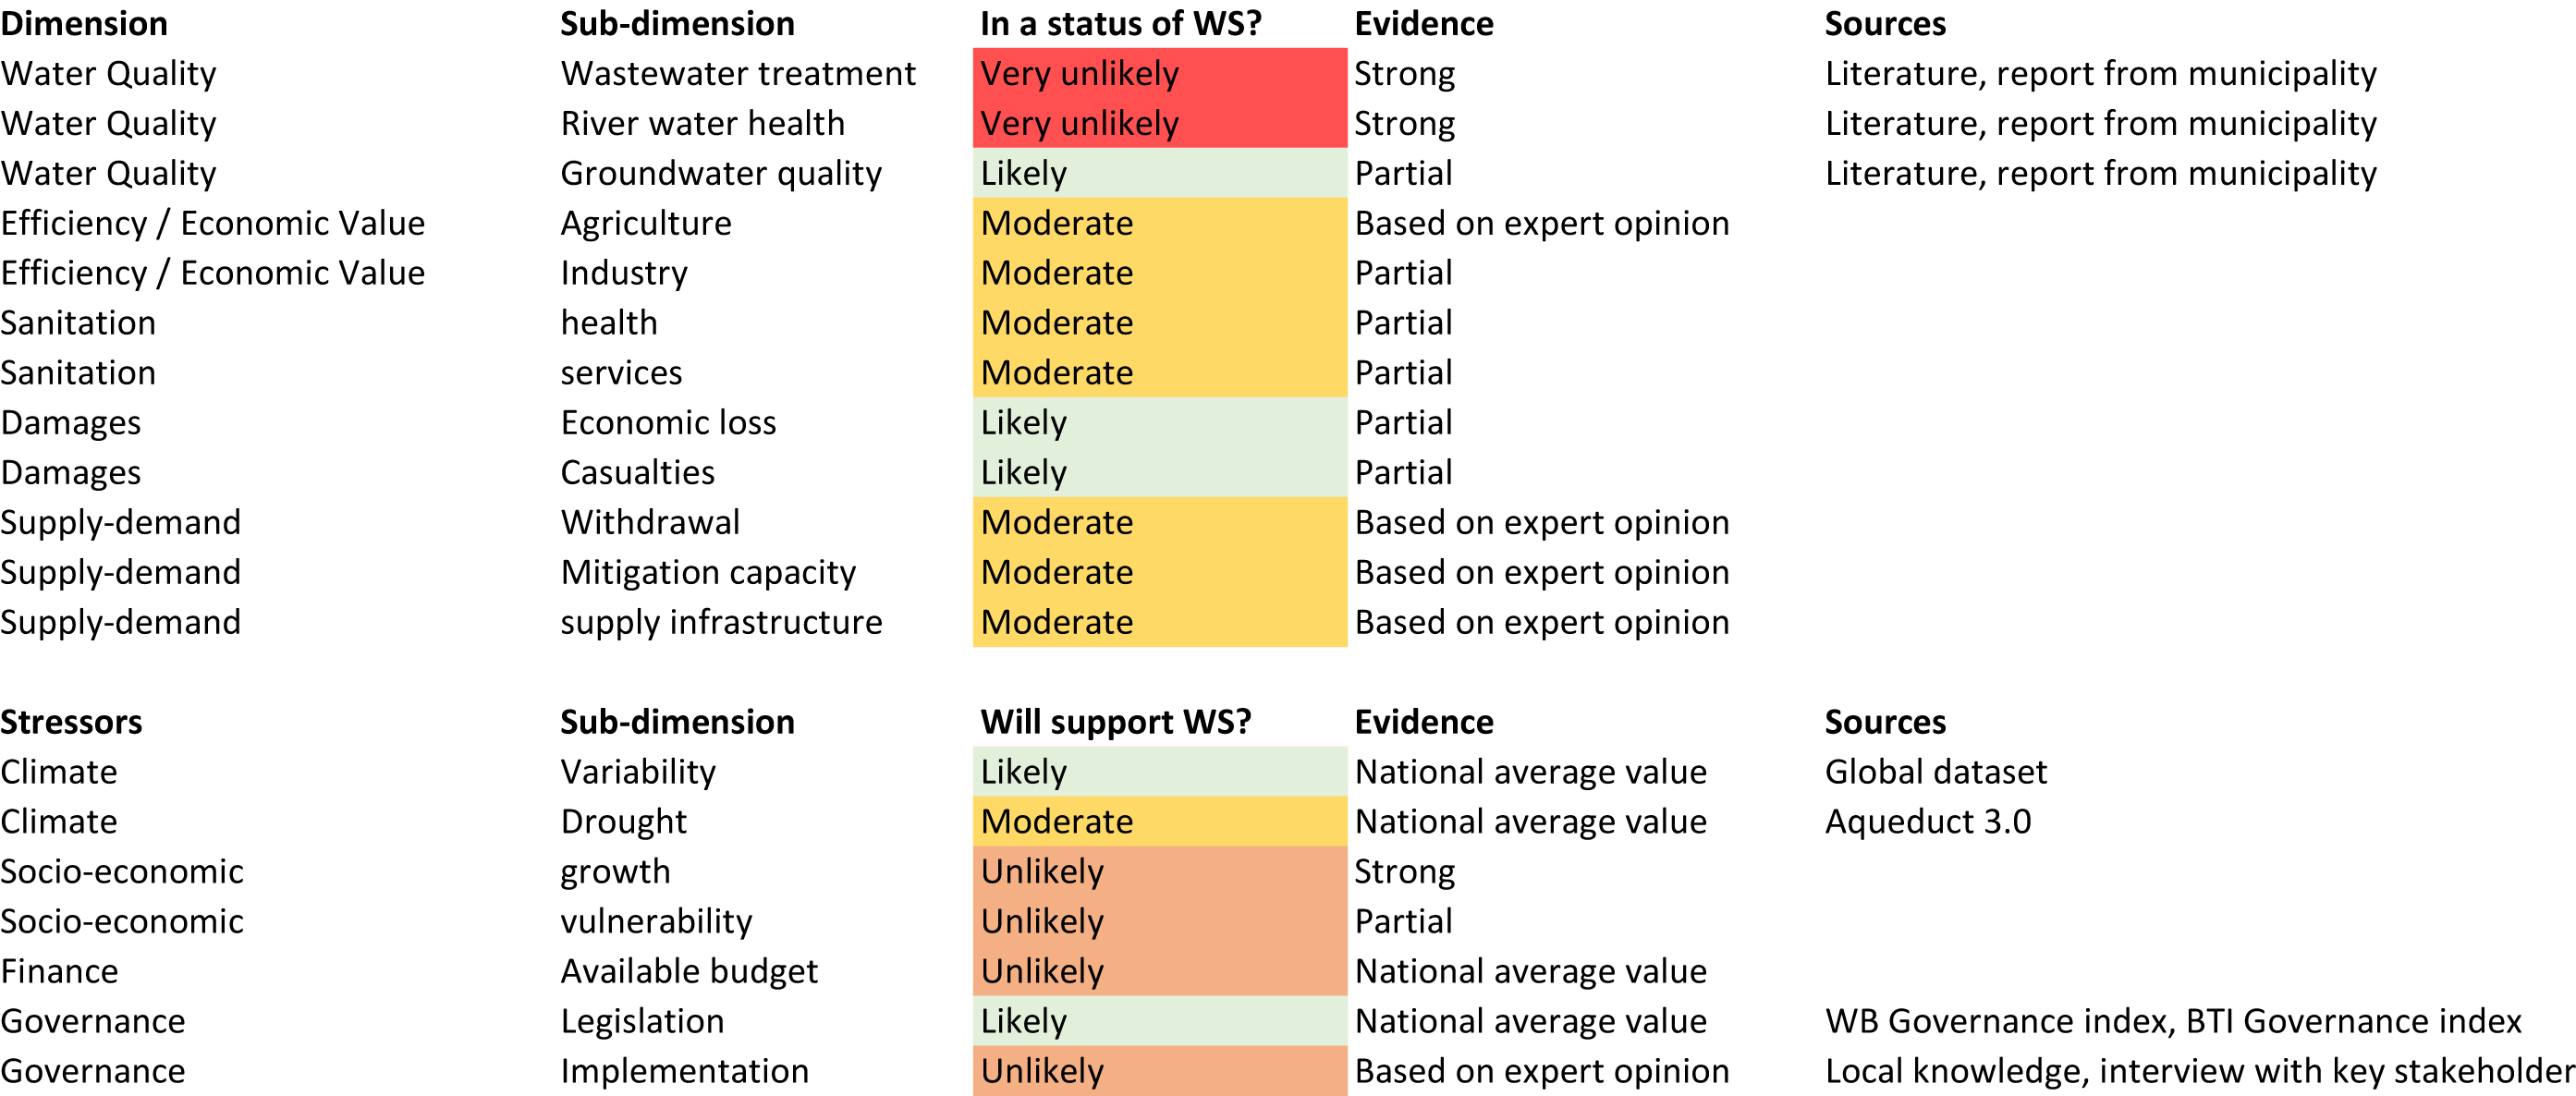 Dimension Sub-dimension In a status of WS? Evidence Sources
Water Quality Wastewater treatment Very unlikely Strong Literature, report from municipality
Water Quality River water health Very unlikely Strong Literature, report from municipality
Water Quality Groundwater quality Likely Partial Literature, report from municipality
Efficiency / Economic Value Agriculture Moderate Based on expert opinion
Efficiency / Economic Value Industry Moderate Partial
Sanitation health Moderate Partial
Sanitation services Moderate Partial
Damages Economic loss Likely Partial
Damages Casualties Likely Partial
Supply-demand Withdrawal Moderate Based on expert opinion
Supply-demand Mitigation capacity Moderate Based on expert opinion
Supply-demand supply infrastructure Moderate Based on expert opinion
Stressors Sub-dimension Will support WS? Evidence Sources
Climate Variability Likely National average value Global dataset
Climate Drought Moderate National average value Aqueduct 3.0
Socio-economic growth Unlikely Strong
Socio-economic vulnerability Unlikely Partial
Finance Available budget Unlikely National average value
Governance Legislation Likely National average value WB Governance index, BTI Governance index
Governance Implementation Unlikely Based on expert opinion Local knowledge, interview with key stakeholder